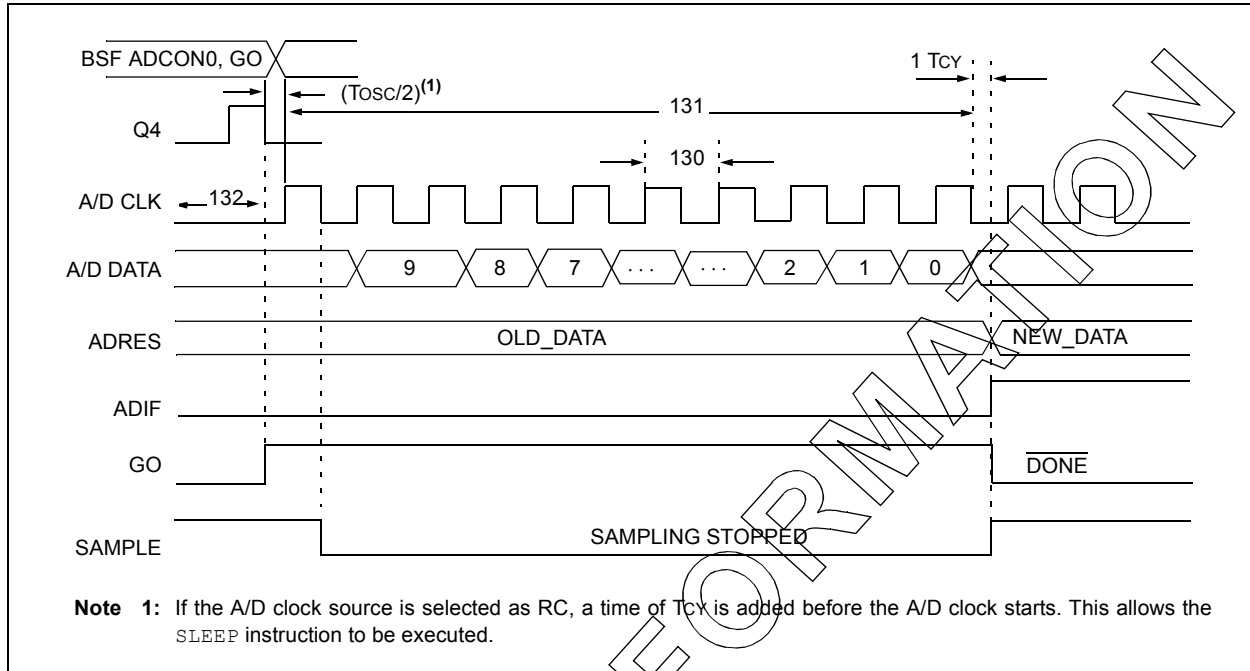 BSF ADCON0, GO
(TOSC/2)(1)
1 TCY
131
Q4
130
A/D CLK
132
A/D DATA
9 8 7 . . . . . . 2 1 0
ADRES
OLD_DATA
NEW_DATA
ADIF
GO
DONE
SAMPLE
SAMPLING STOPPED
Note 1: If the A/D clock source is selected as RC, a time of TCY is added before the A/D clock starts. This allows the
SLEEP instruction to be executed.
FORMATION